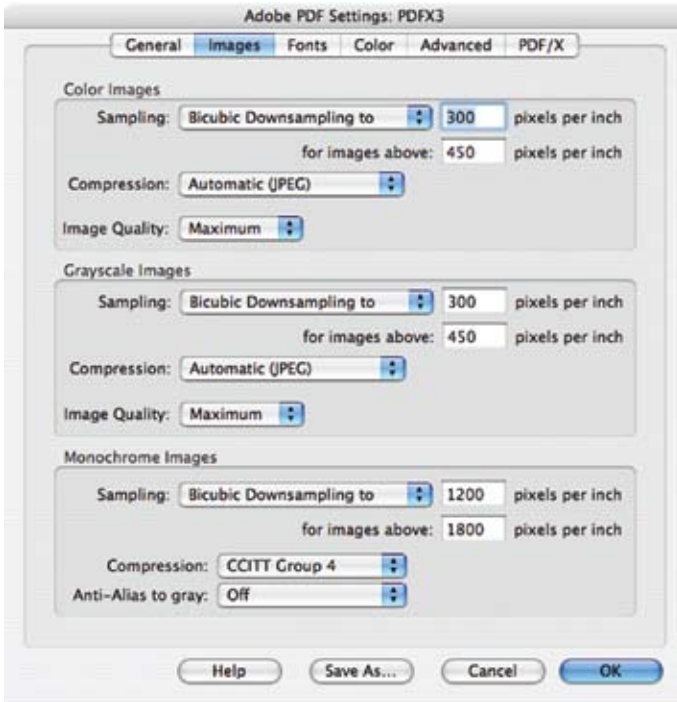 Adobe PDF Settings: PDFX3
General Images Fonts Color Advanced PDF/X
Color Images
Sampling: Bicubic Downsampling to 300 pixels per inch
for images above: 450 pixels per inch
Compression: Automatic (JPEG)
Image Quality: Maximum
Grayscale Images
Sampling: Bicubic Downsampling to 300 pixels per inch
for images above: 450 pixels per inch
Compression: Automatic (JPEG)
Image Quality: Maximum
Monochrome Images
Sampling: Bicubic Downsampling to 1200 pixels per inch
for images above: 1800 pixels per inch
Compression: CCITT Group 4
Anti-Alias to gray: Off
Help Save As... Cancel OK